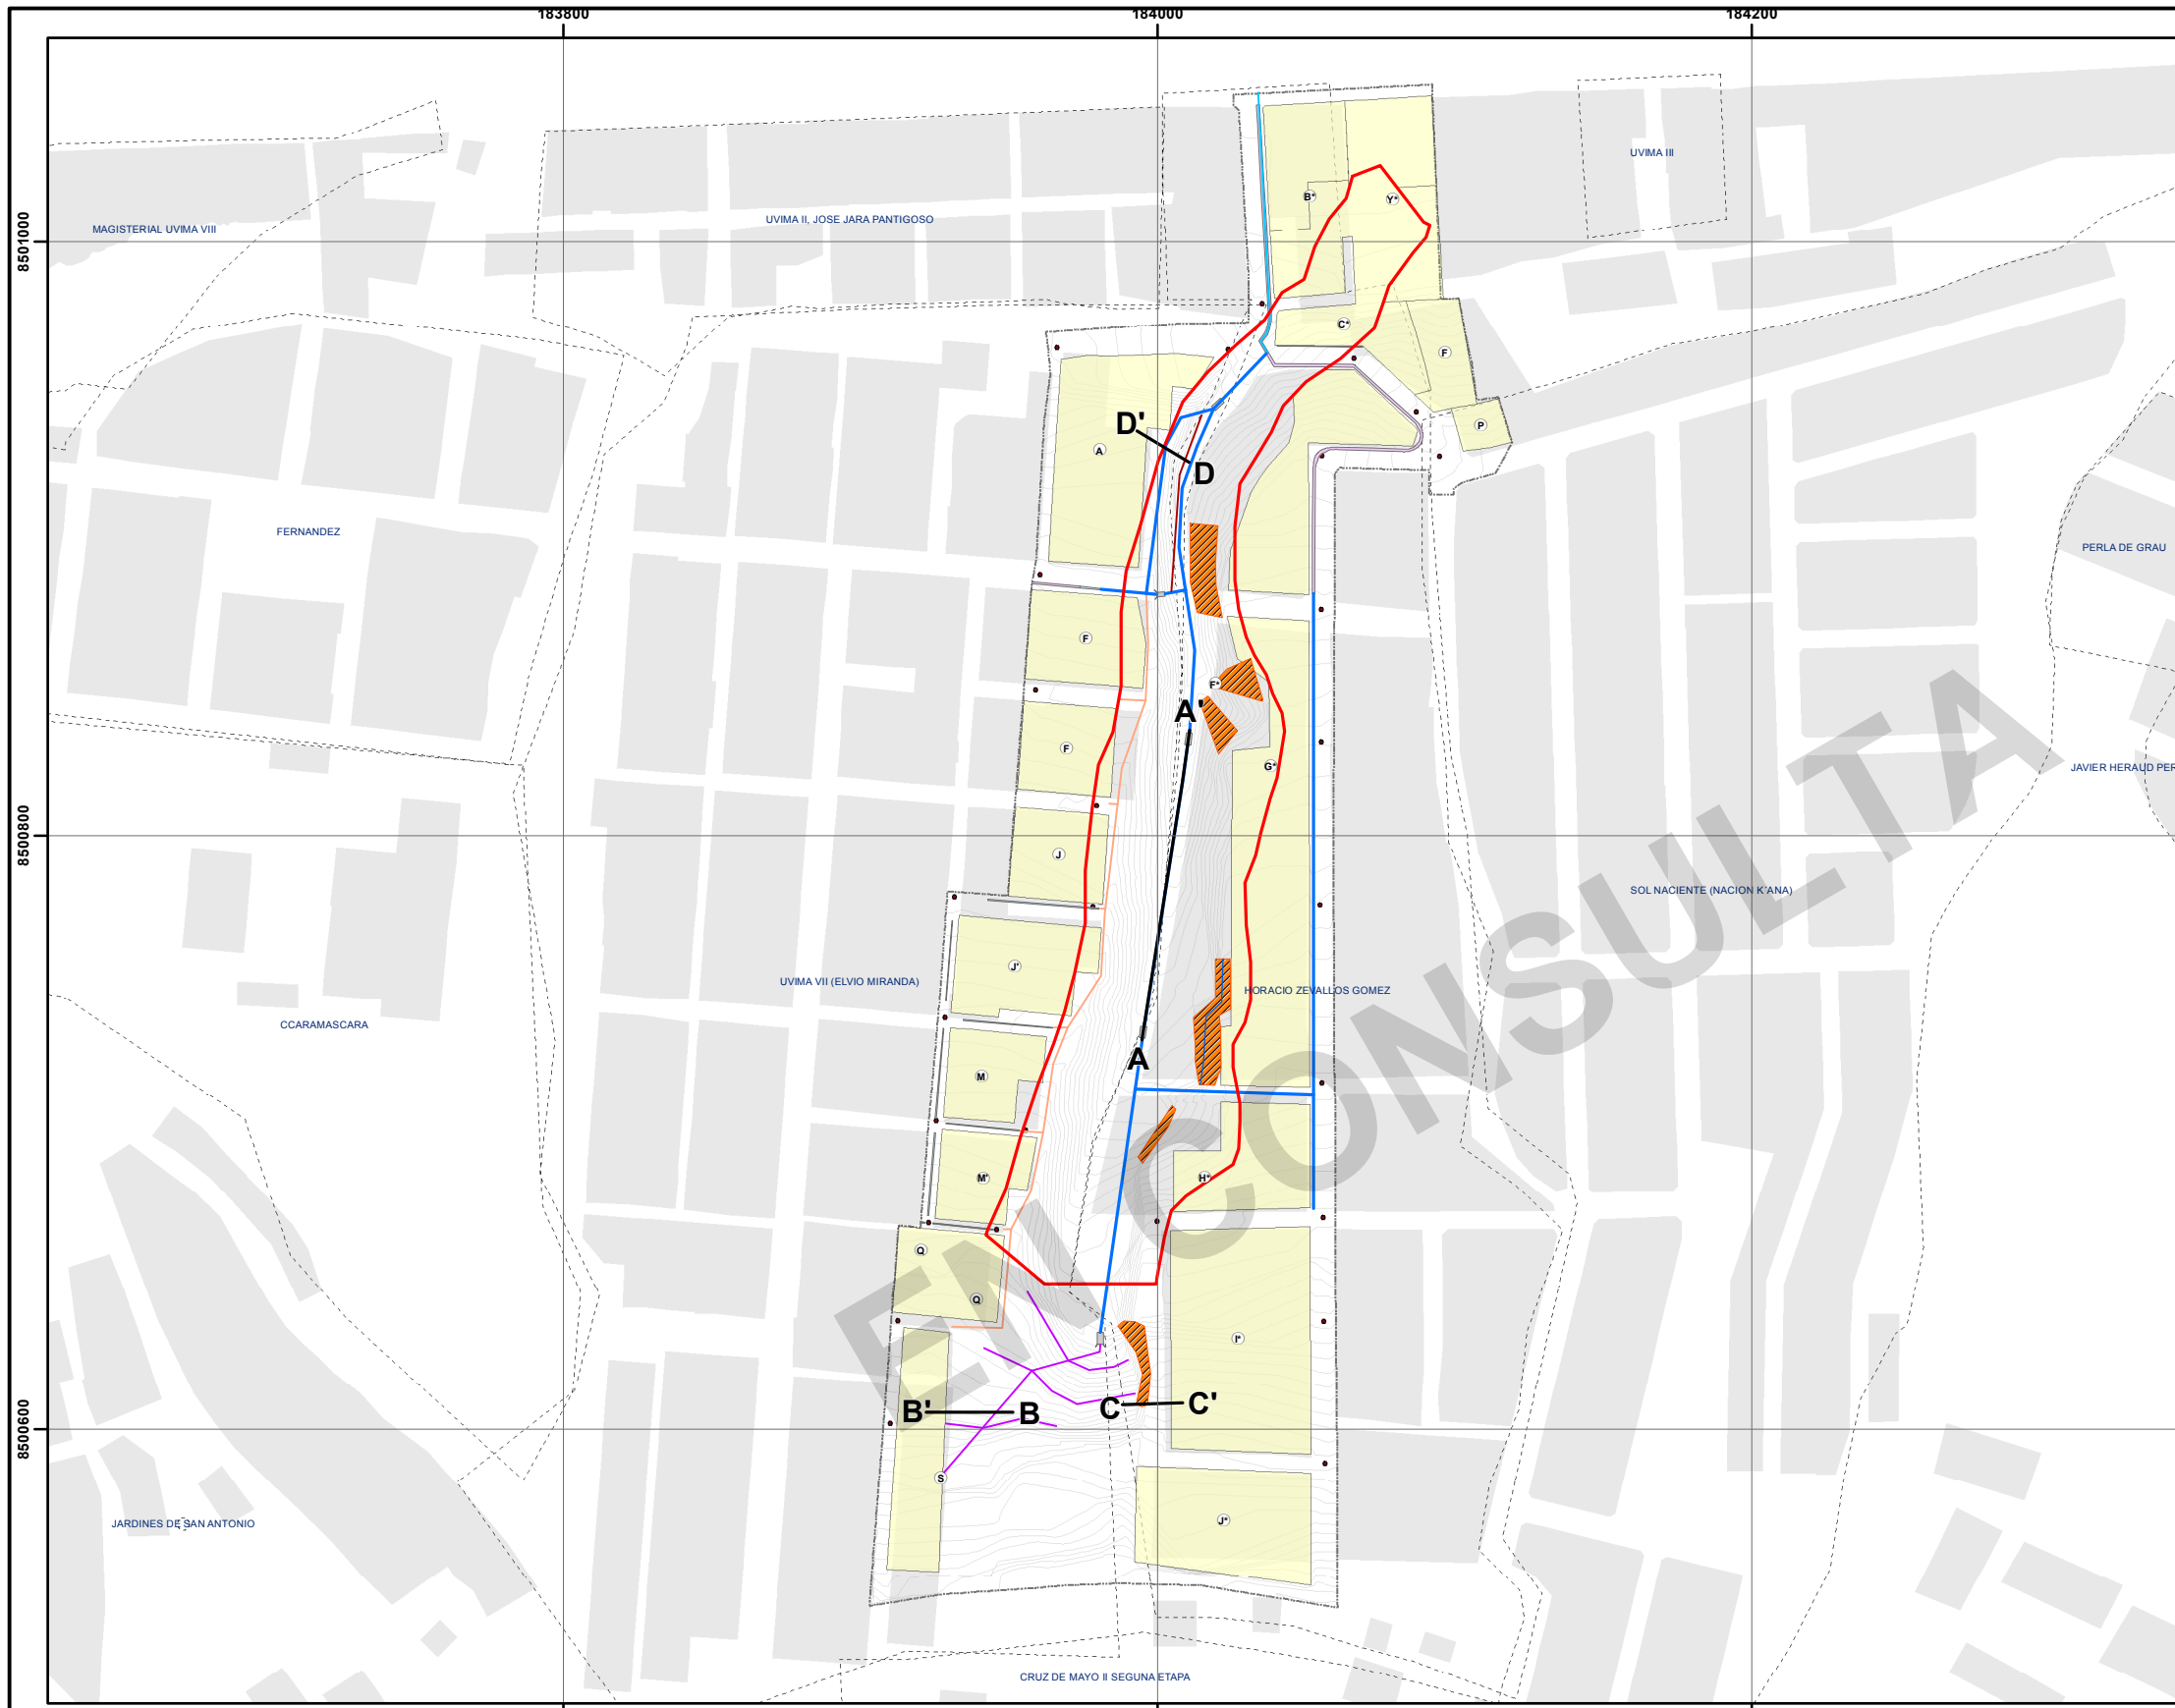 183800
184000
184200
8501000
8500800
8500600
UVIMA III
MAGISTERIAL UVIMA VIII
UVIMA II, JOSE JARA PANTIGOSO
B*
Y*
C*
F
P
D'
A
D
FERNANDEZ
PERLA DE GRAU
F
F*
A'
F
G*
JAVIER HERAUD PER
J
SOL NACIENTE (NACION K'ANA)
J'
UVIMA VII (ELVIO MIRANDA)
HORACIO ZEVALLOS GOMEZ
CCARAMASCARA
A
M
M'
H*
Q
Q
I*
B'
B
C
C'
S
J*
JARDINES DE SAN ANTONIO
CRUZ DE MAYO II SEGUNA ETAPA
EN CONSULTA